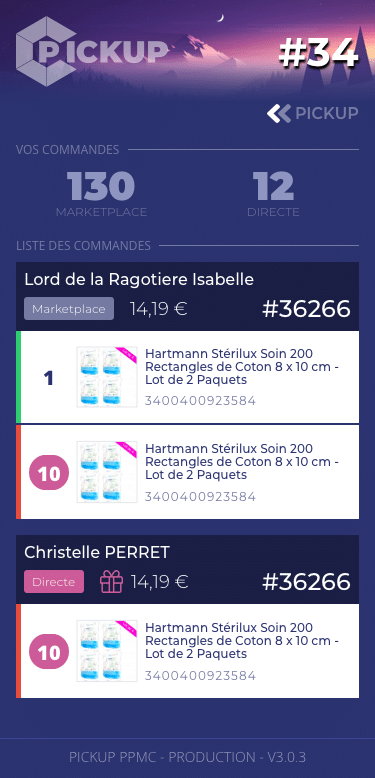 PICKUP
#34
PICKUP
VOS COMMANDES
130
MARKETPLACE
12
DIRECTE
LISTE DES COMMANDES
Lord de la Ragotiere Isabelle
Marketplace
14,19 €
#36266
1
Hartmann Stérilux Soin 200
Rectangles de Coton 8 x 10 cm -
Lot de 2 Paquets
3400400923584
10
Hartmann Stérilux Soin 200
Rectangles de Coton 8 x 10 cm -
Lot de 2 Paquets
3400400923584
Christelle PERRET
Directe
14,19 €
#36266
10
Hartmann Stérilux Soin 200
Rectangles de Coton 8 x 10 cm -
Lot de 2 Paquets
3400400923584
PICKUP PPMC - PRODUCTION - V3.0.3